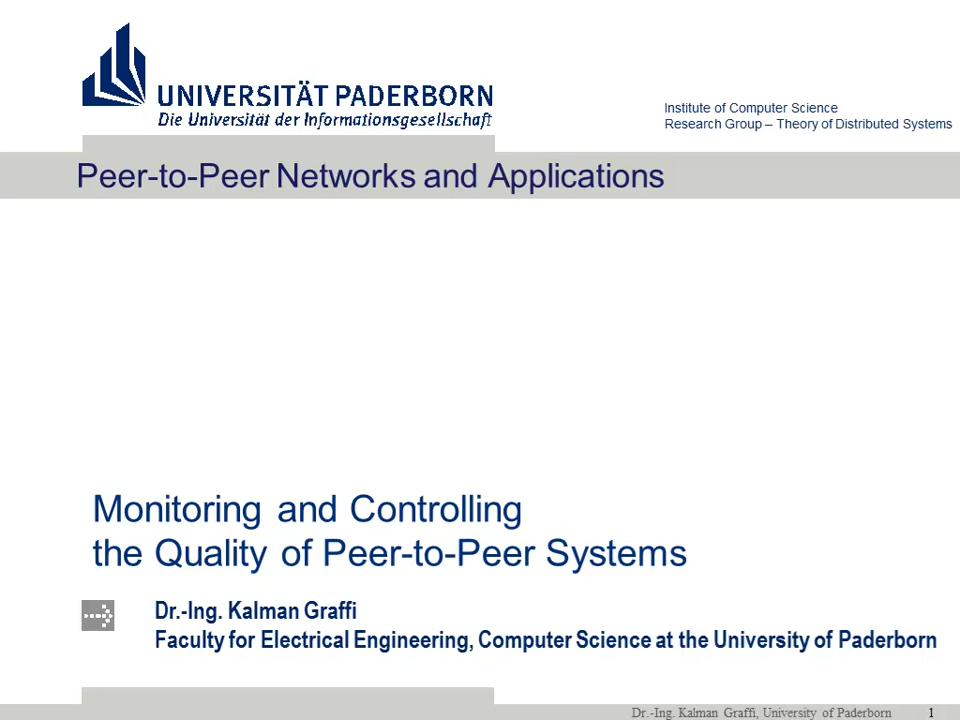 UNIVERSITÄT PADERBORN
Die Universität der Informationsgesellschaft
Institute of Computer Science
Research Group – Theory of Distributed Systems
Peer-to-Peer Networks and Applications
Monitoring and Controlling
the Quality of Peer-to-Peer Systems
Dr.-Ing. Kalman Graffi
Faculty for Electrical Engineering, Computer Science at the University of Paderborn
Dr.-Ing. Kalman Graffi, University of Paderborn 1